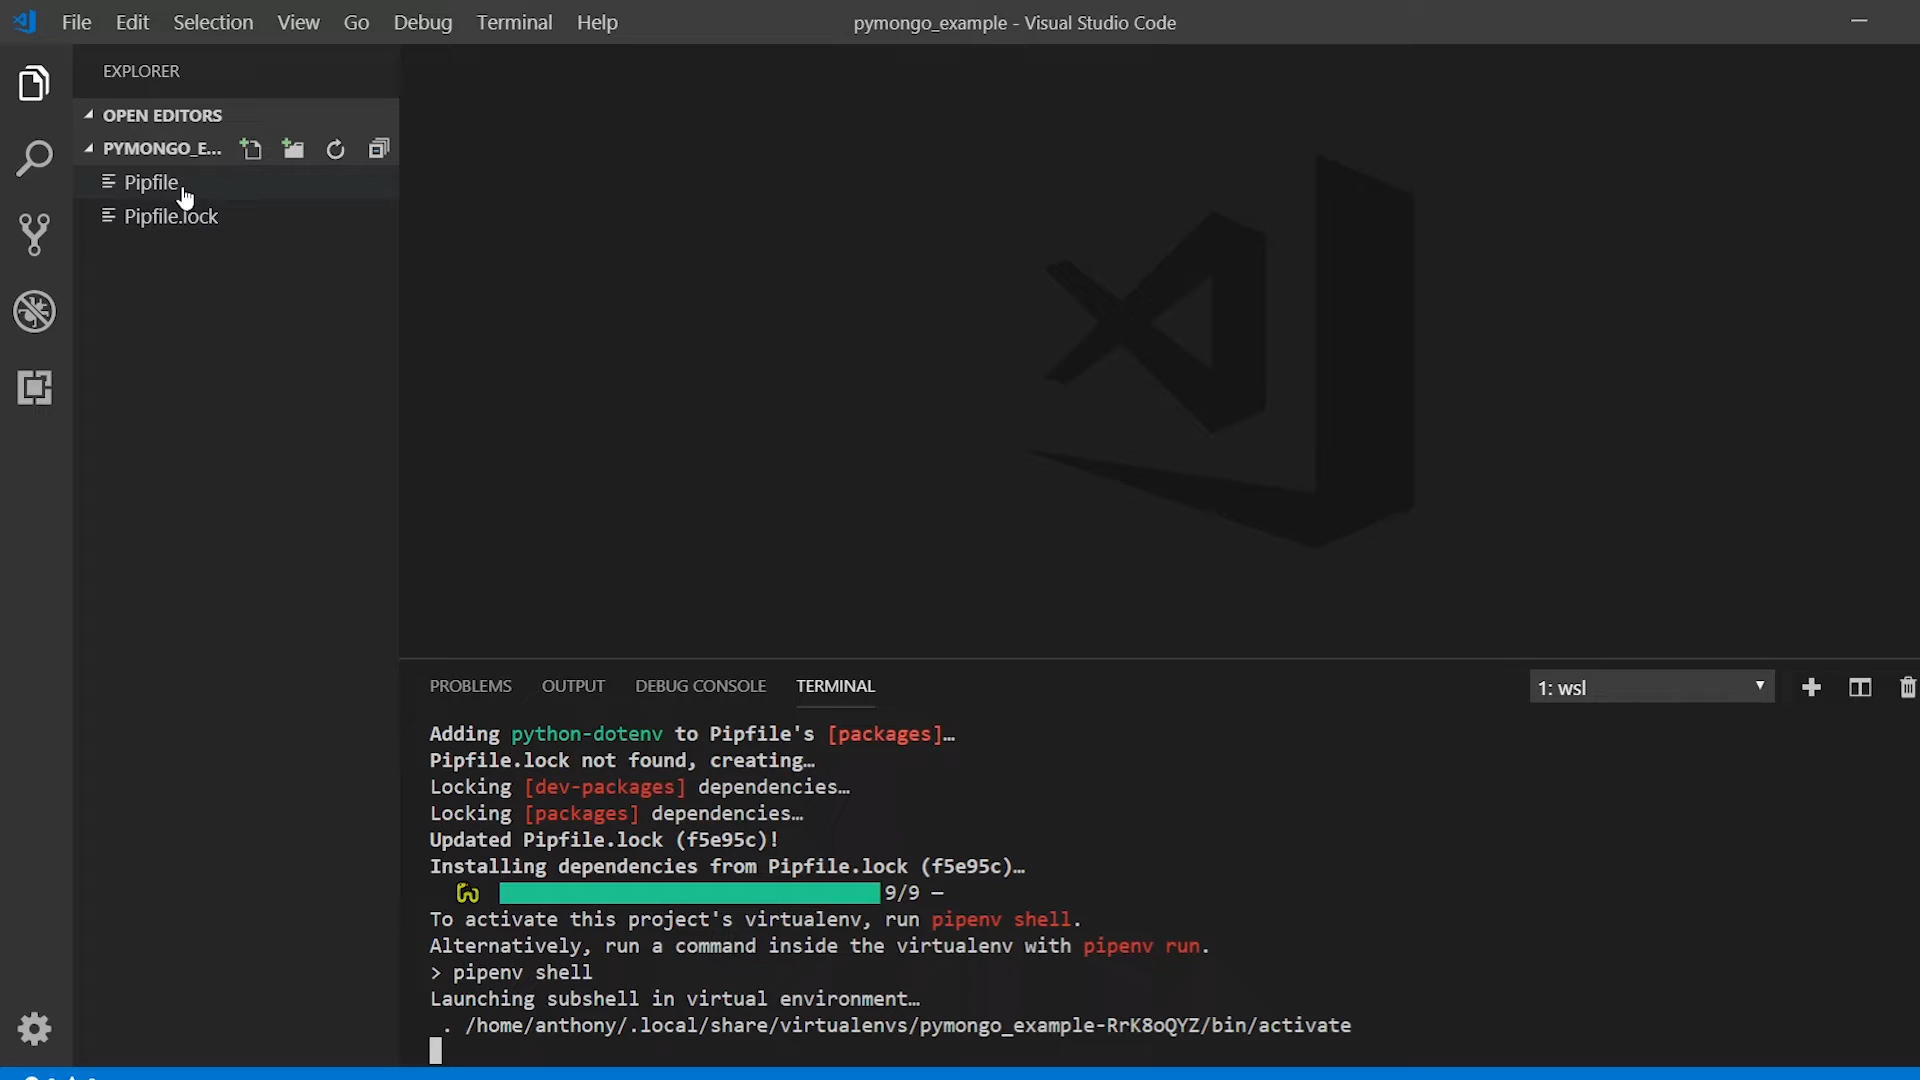 File Edit Selection View Go Debug Terminal Help
pymongo_example - Visual Studio Code
EXPLORER
OPEN EDITORS
PYMONGO_E...
Pipfile
Pipfile.lock
PROBLEMS OUTPUT DEBUG CONSOLE TERMINAL
1: wsl
Adding python-dotenv to Pipfile's [packages]…
Pipfile.lock not found, creating…
Locking [dev-packages] dependencies…
Locking [packages] dependencies…
Updated Pipfile.lock (f5e95c)!
Installing dependencies from Pipfile.lock (f5e95c)…
9/9 —
To activate this project's virtualenv, run pipenv shell.
Alternatively, run a command inside the virtualenv with pipenv run.
> pipenv shell
Launching subshell in virtual environment…
. /home/anthony/.local/share/virtualenvs/pymongo_example-RrK8oQYZ/bin/activate